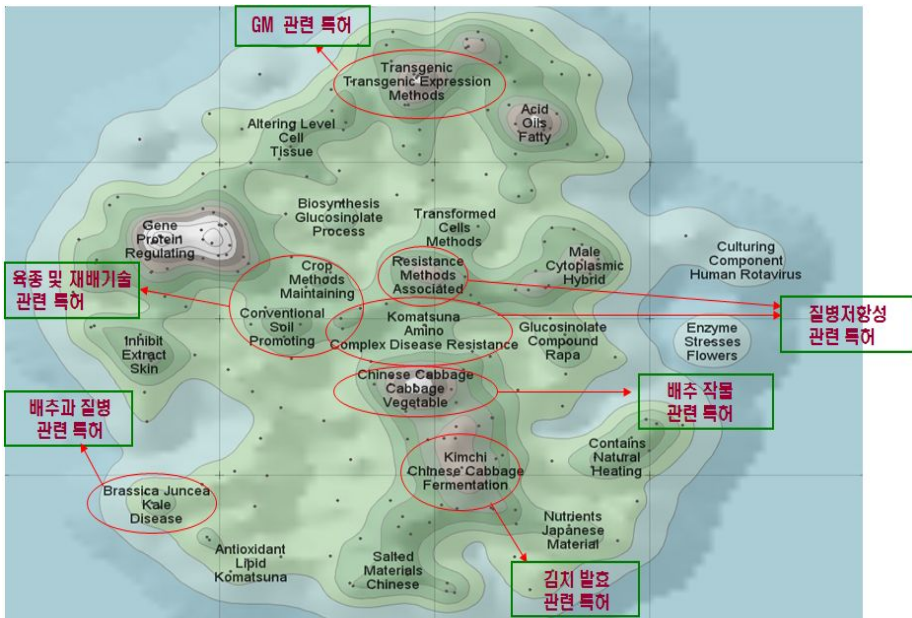 GM 관련 특허
Transgenic
Transgenic Expression
Methods
Acid
Oils
Fatty
Altering Level
Cell
Tissue
Biosynthesis
Glucosinolate
Process
Transformed
Cells
Methods
Gene
Protein
Regulating
Crop
Methods
Maintaining
Resistance
Methods
Associated
Male
Cytoplasmic
Hybrid
Culturing
Component
Human Rotavirus
육종 및 재배기술
관련 특허
Conventional
Soil
Promoting
Komatsuna
Amino
Complex Disease Resistance
Glucosinolate
Compound
Rapa
Enzyme
Stresses
Flowers
질병저항성
관련 특허
Inhibit
Extract
Skin
Chinese Cabbage
Cabbage
Vegetable
배추 작물
관련 특허
배추과 질병
관련 특허
Kimchi
Chinese Cabbage
Fermentation
Contains
Natural
Heating
Brassica Juncea
Kale
Disease
Nutrients
Japanese
Material
Antioxidant
Lipid
Komatsuna
Salted
Materials
Chinese
김치 발효
관련 특허